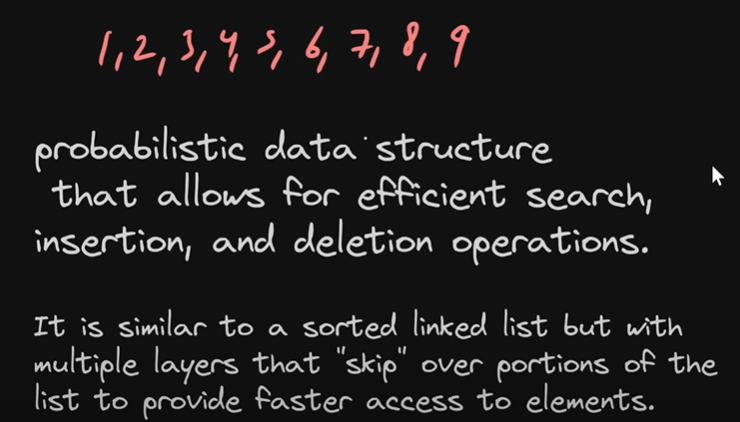 1, 2, 3, 4, 5, 6, 7, 8, 9
probabilistic data structure
that allows for efficient search,
insertion, and deletion operations.
It is similar to a sorted linked list but with
multiple layers that "skip" over portions of the
list to provide faster access to elements.